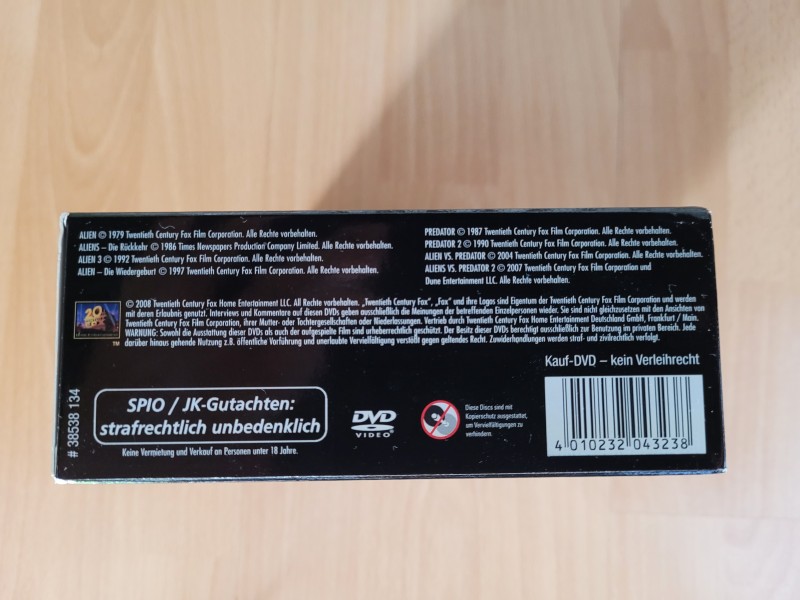 ALIEN © 1979 Twentieth Century Fox Film Corporation. Alle Rechte vorbehalten.
ALIENS – Die Rückkehr © 1986 Times Newspapers Production Company Limited. Alle Rechte vorbehalten.
ALIEN 3 © 1992 Twentieth Century Fox Film Corporation. Alle Rechte vorbehalten.
ALIEN – Die Wiedergeburt © 1997 Twentieth Century Fox Film Corporation. Alle Rechte vorbehalten.
PREDATOR © 1987 Twentieth Century Fox Film Corporation. Alle Rechte vorbehalten.
PREDATOR 2 © 1990 Twentieth Century Fox Film Corporation. Alle Rechte vorbehalten.
ALIEN VS. PREDATOR © 2004 Twentieth Century Fox Film Corporation. Alle Rechte vorbehalten.
ALIENS VS. PREDATOR 2 © 2007 Twentieth Century Fox Film Corporation und
Dune Entertainment LLC. Alle Rechte vorbehalten.
© 2008 Twentieth Century Fox Home Entertainment LLC. All Rechte vorbehalten. „Twentieth Century Fox“, „Fox“ und ihre Logos sind Eigentum der Twentieth Century Fox Film Corporation und werden
mit deren Erlaubnis genutzt. Interviews und Kommentare auf diesen DVDs geben ausschließlich die Meinungen der betreffenden Einzelpersonen wieder. Sie sind nicht gleichzusetzen mit den Ansichten von
Twentieth Century Fox Film Corporation, ihrer Mutter- oder Tochtergesellschaften oder Niederlassungen. Vertrieb durch Twentieth Century Fox Home Entertainment Deutschland GmbH, Frankfurt / Main.
WARNUNG: Sowohl die Ausstattung dieser DVDs als auch der aufgespielte Film sind urheberrechtlich geschützt. Der Besitz dieser DVDs berechtigt ausschließlich zur Benutzung im privaten Bereich. Jede
darüber hinaus gehende Nutzung z.B. öffentliche Vorführung und unerlaubte Vervielfältigung verstößt gegen geltendes Recht. Zuwiderhandlungen werden straf- und zivilrechtlich verfolgt.
20
FOX
TM
Kauf-DVD – kein Verleihrecht
# 38538 134
SPIO / JK-Gutachten:
strafrechtlich unbedenklich
Keine Vermietung und Verkauf an Personen unter 18 Jahre.
DVD
VIDEO
Diese Discs sind mit
Kopierschutz ausgestattet,
um Vervielfältigungen zu
verhindern.
4 010232 043238